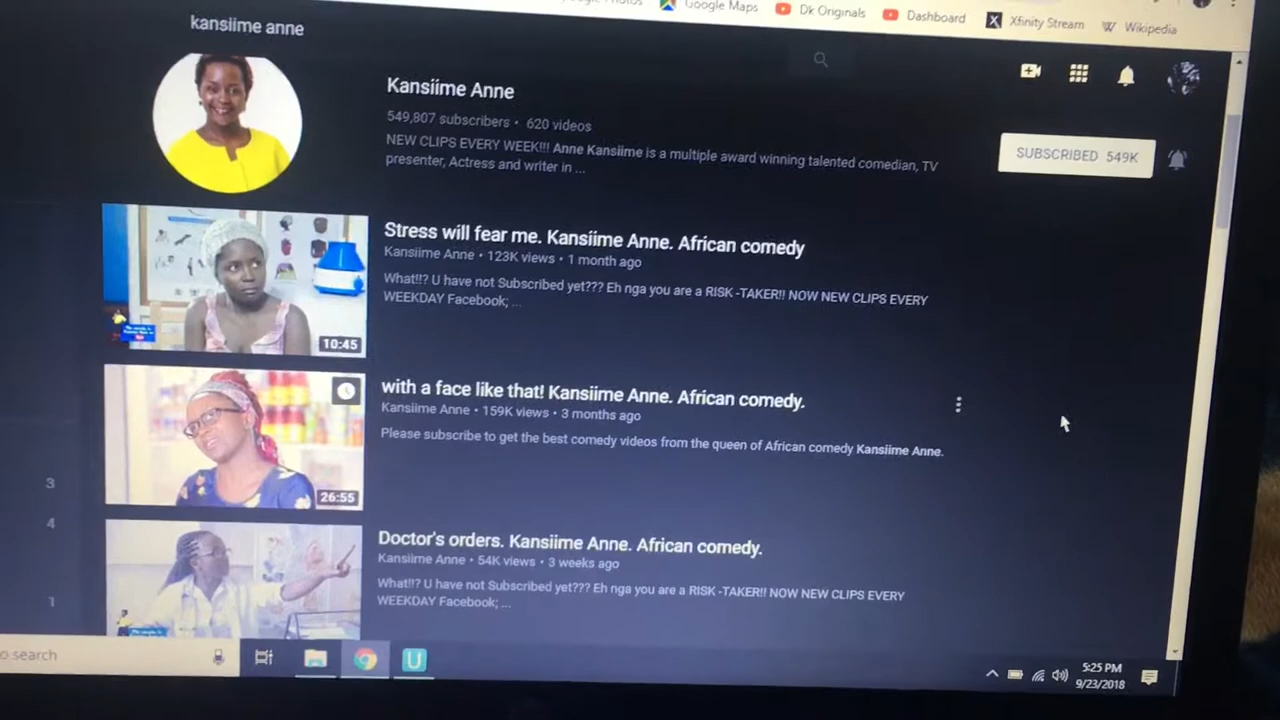 Google Maps
Dk Originals
Dashboard
Xfinity Stream
Wikipedia
kansiime anne
Kansiime Anne
549,807 subscribers • 620 videos
NEW CLIPS EVERY WEEK!!! Anne Kansiime is a multiple award winning talented comedian, TV
presenter, Actress and writer in ...
SUBSCRIBED 549K
Stress will fear me. Kansiime Anne. African comedy
Kansiime Anne • 123K views • 1 month ago
What!!? U have not Subscribed yet??? Eh nga you are a RISK -TAKER!! NOW NEW CLIPS EVERY
WEEKDAY Facebook; ...
10:45
with a face like that! Kansiime Anne. African comedy.
Kansiime Anne • 159K views • 3 months ago
Please subscribe to get the best comedy videos from the queen of African comedy Kansiime Anne.
26:55
3
4
Doctor's orders. Kansiime Anne. African comedy.
Kansiime Anne • 54K views • 3 weeks ago
What!!? U have not Subscribed yet??? Eh nga you are a RISK -TAKER!! NOW NEW CLIPS EVERY
WEEKDAY Facebook; ...
1
o search
U
5:25 PM
9/23/2018